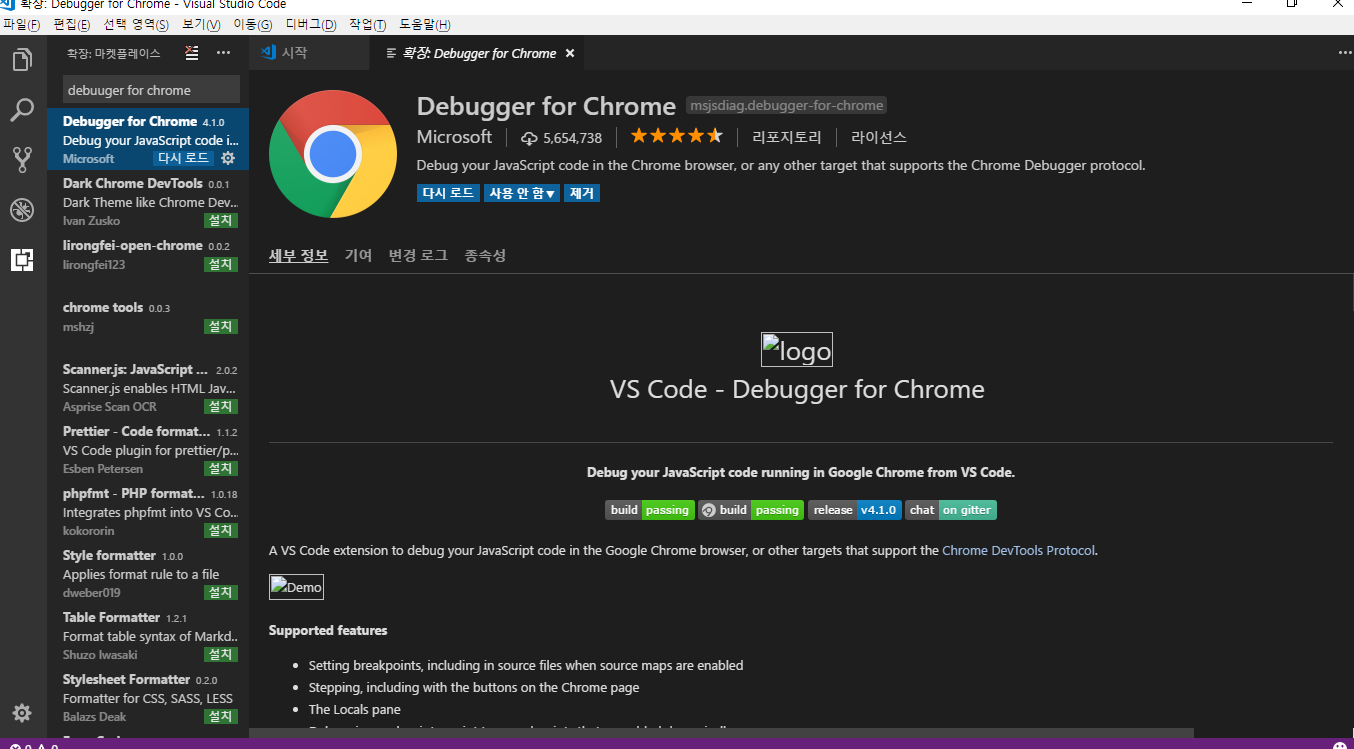 확장: Debugger for Chrome - Visual Studio Code
파일(F) 편집(E) 선택 영역(S) 보기(V) 이동(G) 디버그(D) 작업(T) 도움말(H)
확장: 마켓플레이스
시작
확장: Debugger for Chrome
debuuger for chrome
Debugger for Chrome 4.1.0
Debug your JavaScript code i...
Microsoft 다시 로드
Dark Chrome DevTools 0.0.1
Dark Theme like Chrome Dev...
Ivan Zusko 설치
lirongfei-open-chrome 0.0.2
lirongfei123 설치
chrome tools 0.0.3
mshzj 설치
Scanner.js: JavaScript ... 2.0.2
Scanner.js enables HTML Jav...
Asprise Scan OCR 설치
Prettier - Code format... 1.1.2
VS Code plugin for prettier/p...
Esben Petersen 설치
phpfmt - PHP format... 1.0.18
Integrates phpfmt into VS Co...
kokororin 설치
Style formatter 1.0.0
Applies format rule to a file
dweber019 설치
Table Formatter 1.2.1
Format table syntax of Markd...
Shuzo Iwasaki 설치
Stylesheet Formatter 0.2.0
Formatter for CSS, SASS, LESS
Balazs Deak 설치
Debugger for Chrome msjsdiag.debugger-for-chrome
Microsoft 5,654,738 리포지토리 라이선스
Debug your JavaScript code in the Chrome browser, or any other target that supports the Chrome Debugger protocol.
다시 로드 사용 안 함▼ 제거
세부 정보 기여 변경 로그 종속성
logo
VS Code - Debugger for Chrome
Debug your JavaScript code running in Google Chrome from VS Code.
build passing build passing release v4.1.0 chat on gitter
A VS Code extension to debug your JavaScript code in the Google Chrome browser, or other targets that support the Chrome DevTools Protocol.
Demo
Supported features
• Setting breakpoints, including in source files when source maps are enabled
• Stepping, including with the buttons on the Chrome page
• The Locals pane